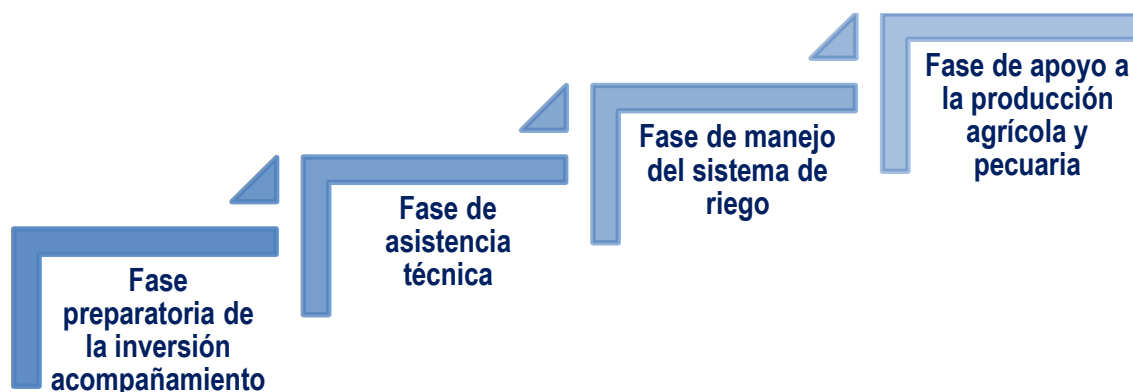 Fase
preparatoria de
la inversión
acompañamiento
Fase de
asistencia
técnica
Fase de manejo
del sistema de
riego
Fase de apoyo a
la producción
agrícola y
pecuaria